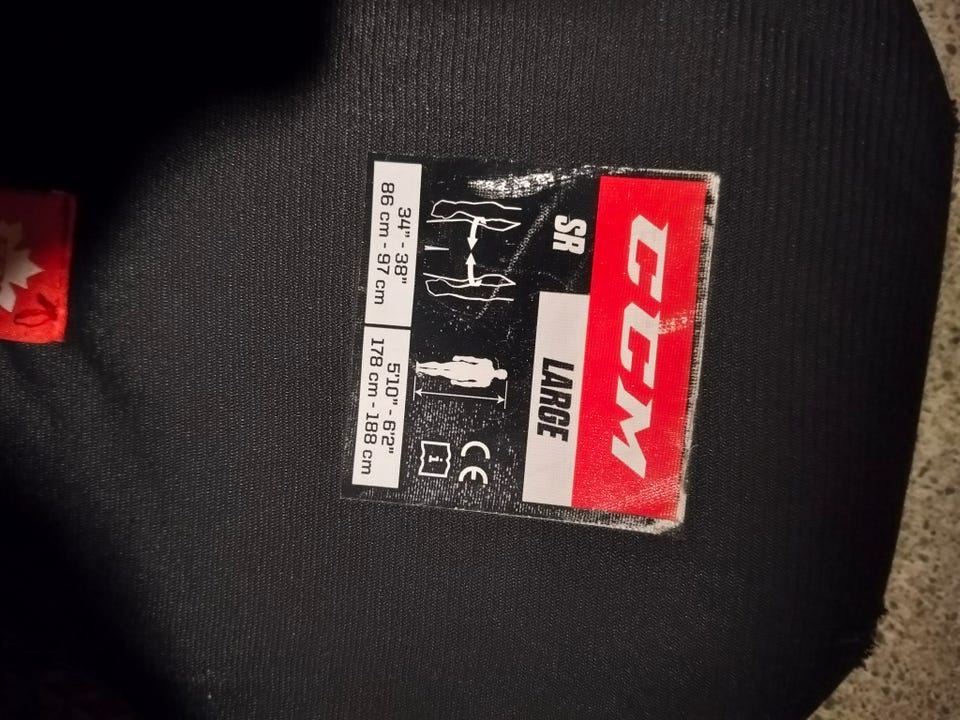 CCM
SR
LARGE
34" - 38"
86 cm - 97 cm
5'10" - 6'2"
178 cm - 188 cm
CE
i